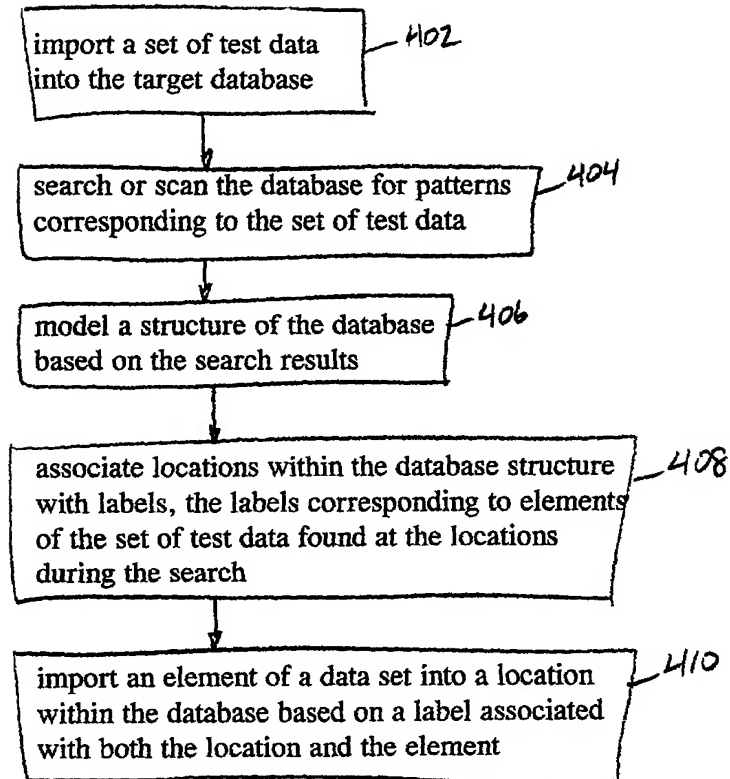 import a set of test data
into the target database
402
search or scan the database for patterns
corresponding to the set of test data
404
model a structure of the database
based on the search results
406
associate locations within the database structure
with labels, the labels corresponding to elements
of the set of test data found at the locations
during the search
408
import an element of a data set into a location
within the database based on a label associated
with both the location and the element
410